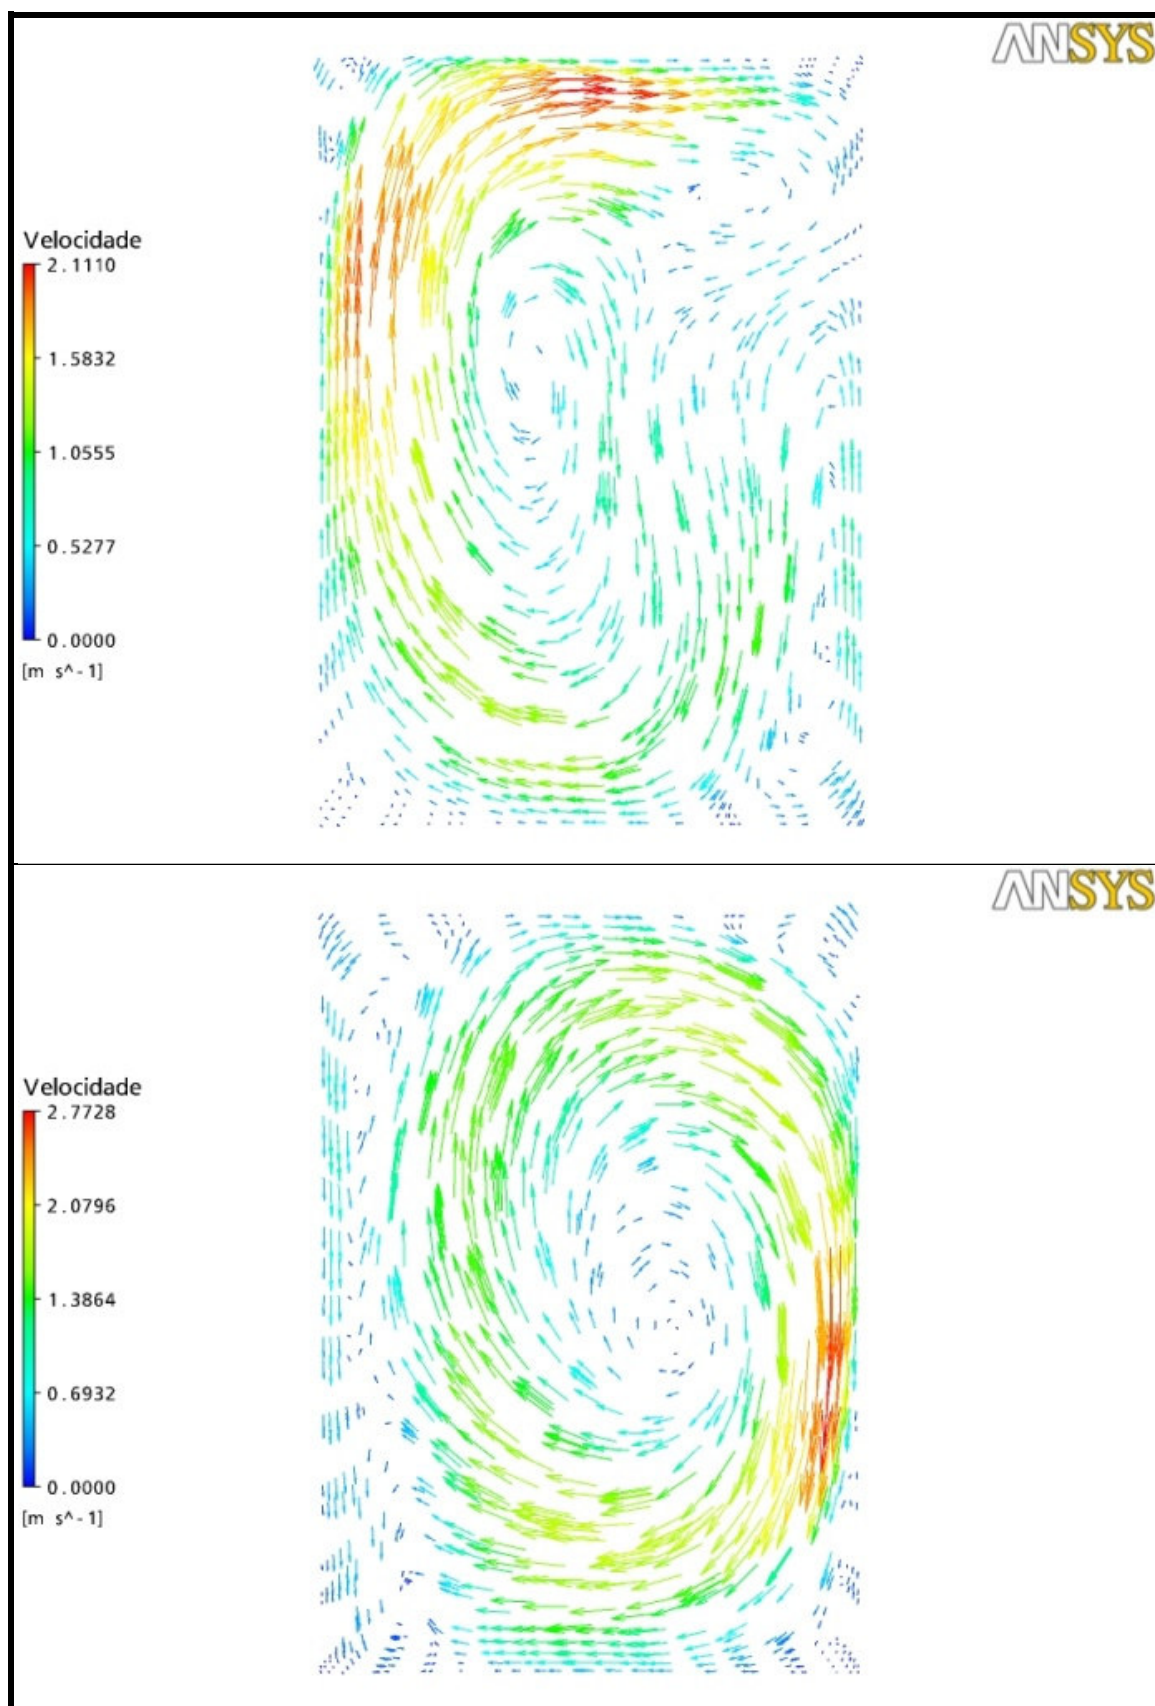 ANSYS
Velocidade
2.1110
1.5832
1.0555
0.5277
0.0000
[m s^-1]
ANSYS
Velocidade
2.7728
2.0796
1.3864
0.6932
0.0000
[m s^-1]